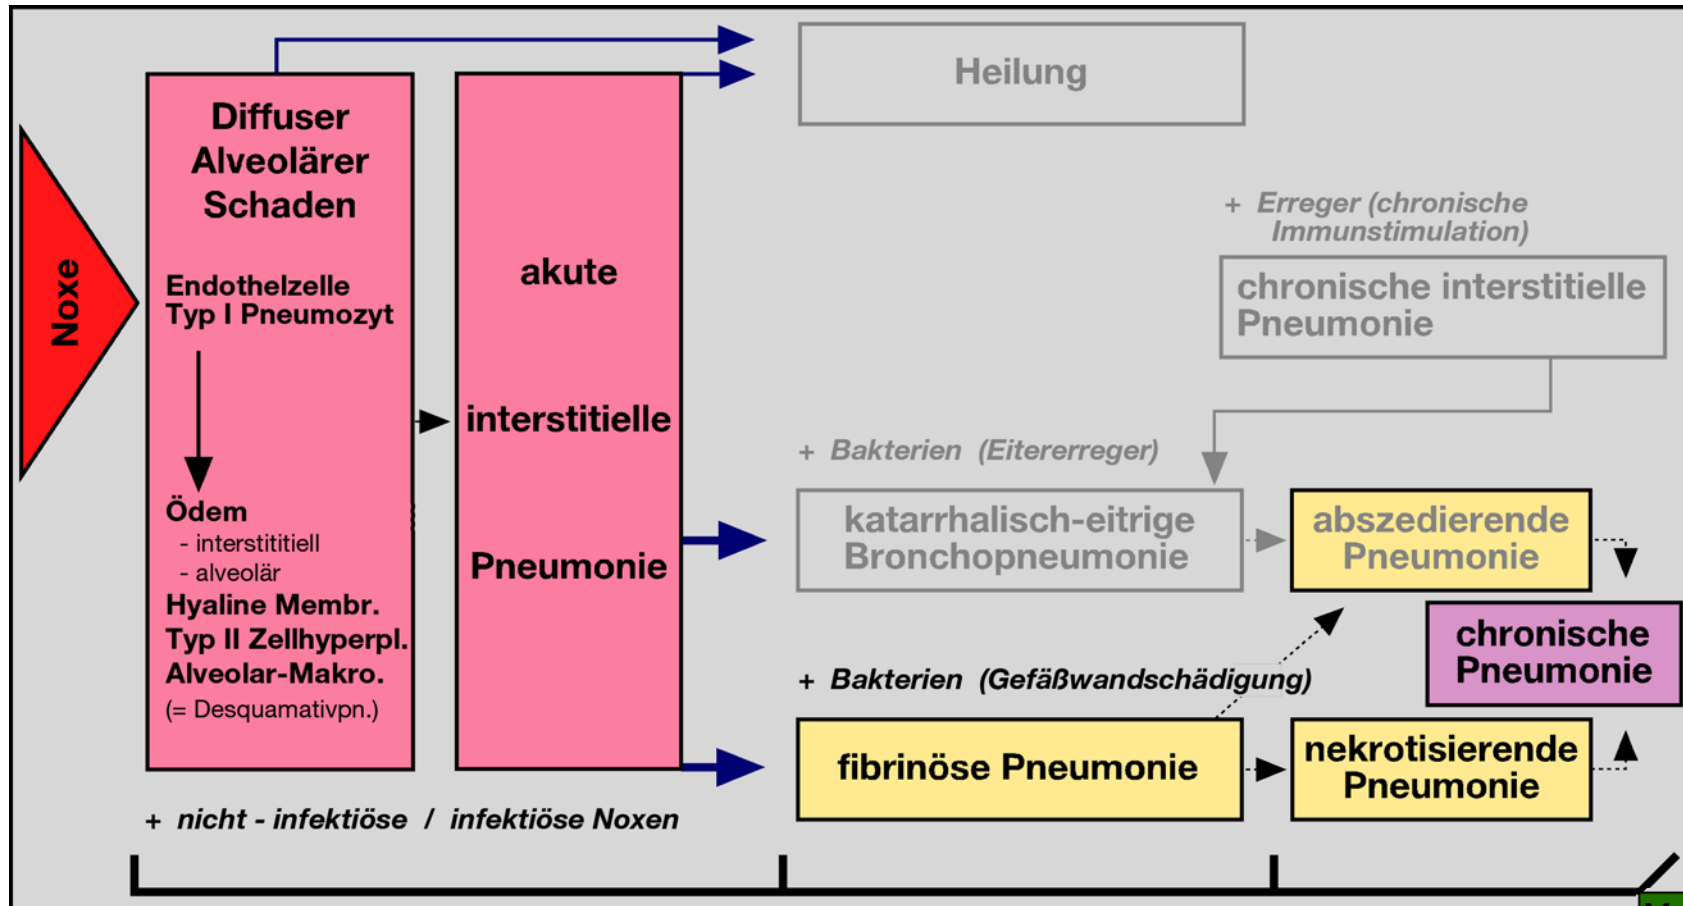 Noxe
Diffuser
Alveolärer
Schaden
Endothelzelle
Typ I Pneumozyt
Ödem
- interstititiell
- alveolär
Hyaline Membr.
Typ II Zellhyperpl.
Alveolar-Makro.
(= Desquamativpn.)
akute
interstitielle
Pneumonie
+ nicht - infektiöse / infektiöse Noxen
Heilung
+ Erreger (chronische
Immunstimulation)
chronische interstitielle
Pneumonie
+ Bakterien (Eitererreger)
katarrhalisch-eitrige
Bronchopneumonie
abszedierende
Pneumonie
chronische
Pneumonie
+ Bakterien (Gefäßwandschädigung)
fibrinöse Pneumonie
nekrotisierende
Pneumonie